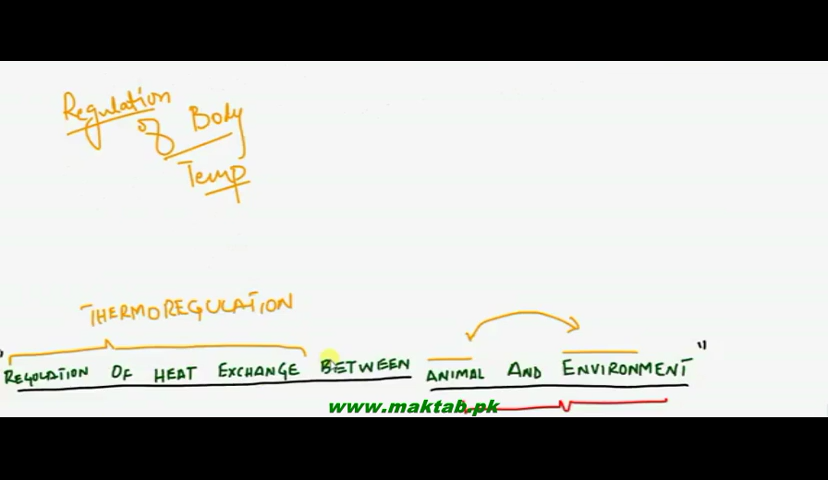 Regulation
of Body
Temp
THERMOREGULATION
"REGULATION OF HEAT EXCHANGE BETWEEN ANIMAL AND ENVIRONMENT"
www.maktab.pk